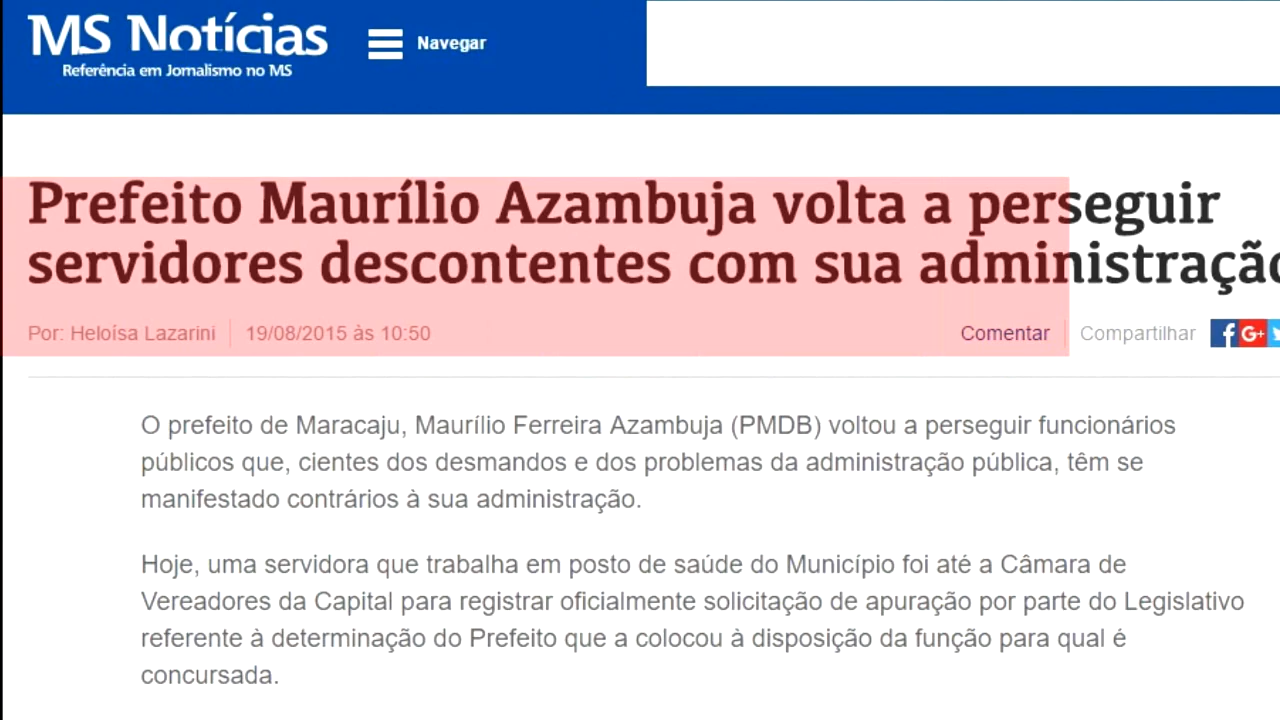 MS Notícias
Navegar
Referência em Jornalismo no MS
Prefeito Maurílio Azambuja volta a perseguir
servidores descontentes com sua administração
Por: Heloísa Lazarini 19/08/2015 às 10:50 Comentar Compartilhar f G+
O prefeito de Maracaju, Maurílio Ferreira Azambuja (PMDB) voltou a perseguir funcionários
públicos que, cientes dos desmandos e dos problemas da administração pública, têm se
manifestado contrários à sua administração.
Hoje, uma servidora que trabalha em posto de saúde do Município foi até a Câmara de
Vereadores da Capital para registrar oficialmente solicitação de apuração por parte do Legislativo
referente à determinação do Prefeito que a colocou à disposição da função para qual é
concursada.